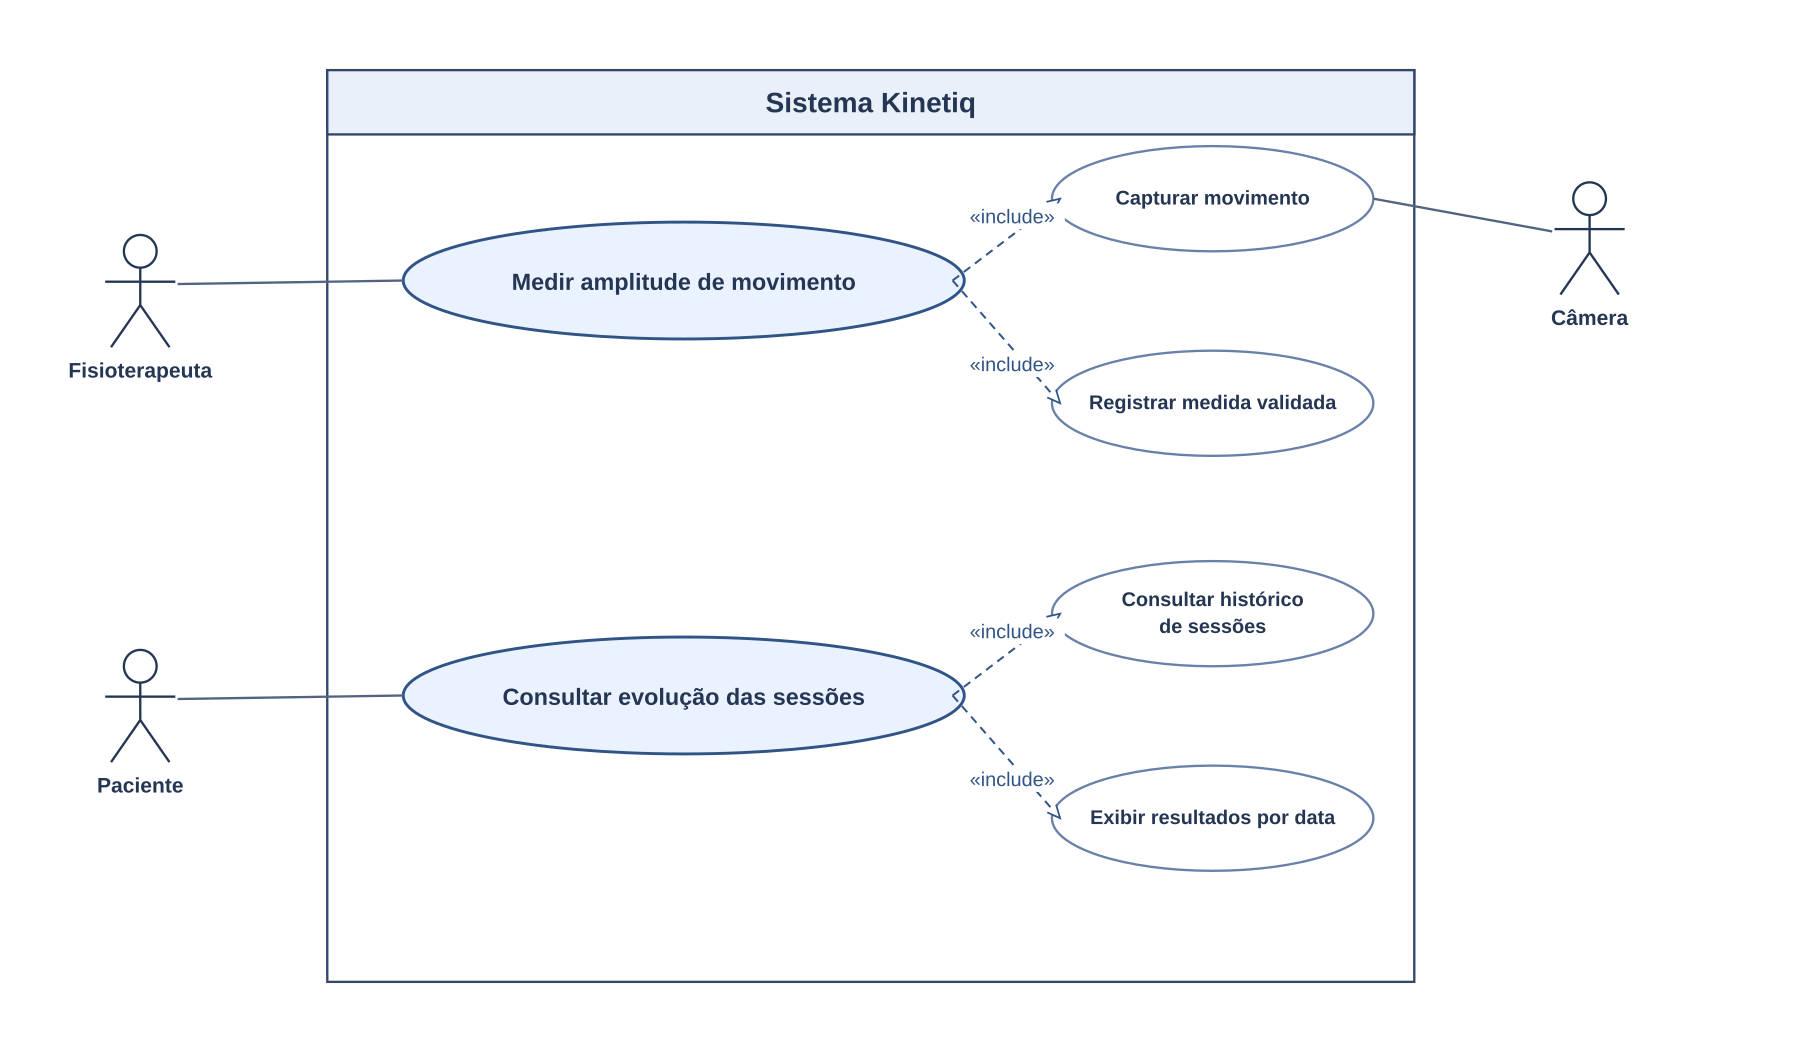 Sistema Kinetiq
Capturar movimento
«include»
Medir amplitude de movimento
Câmera
«include»
Fisioterapeuta
Registrar medida validada
Consultar histórico
de sessões
«include»
Consultar evolução das sessões
«include»
Paciente
Exibir resultados por data